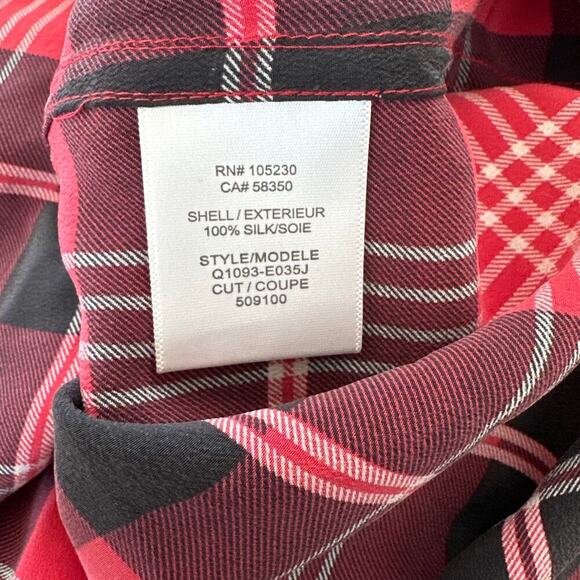 RN# 105230
CA# 58350
SHELL / EXTERIEUR
100% SILK/SOIE
STYLE/MODELE
Q1093-E035J
CUT / COUPE
509100